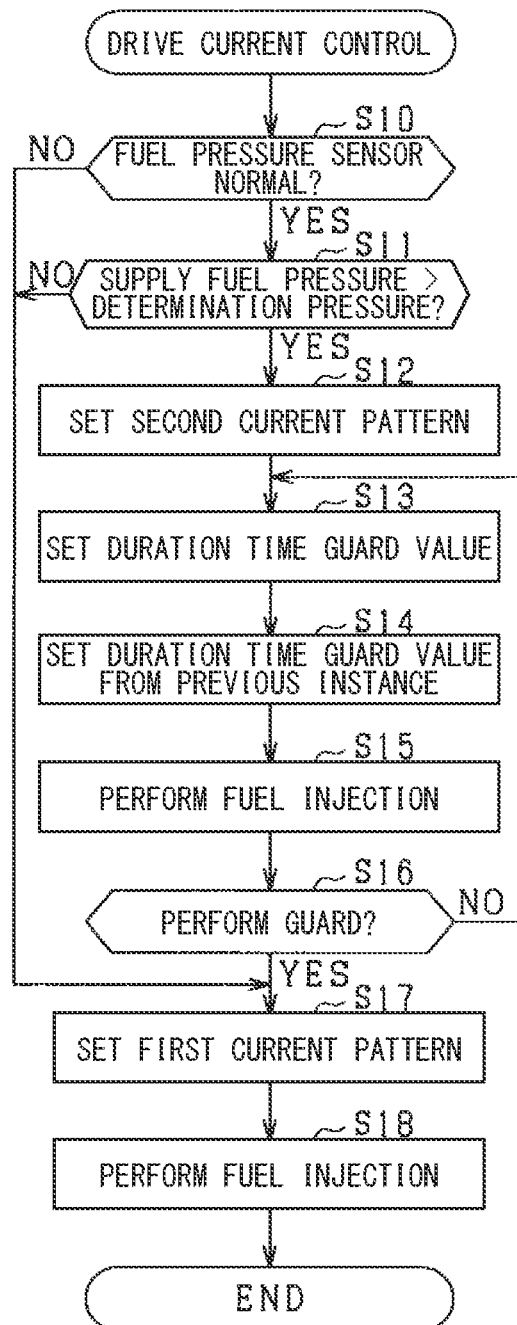 DRIVE CURRENT CONTROL
S10
NO
FUEL PRESSURE SENSOR
NORMAL?
YES
S11
NO
SUPPLY FUEL PRESSURE >
DETERMINATION PRESSURE?
YES
S12
SET SECOND CURRENT PATTERN
S13
SET DURATION TIME GUARD VALUE
S14
SET DURATION TIME GUARD VALUE
FROM PREVIOUS INSTANCE
S15
PERFORM FUEL INJECTION
S16
PERFORM GUARD?
NO
YES
S17
SET FIRST CURRENT PATTERN
S18
PERFORM FUEL INJECTION
END